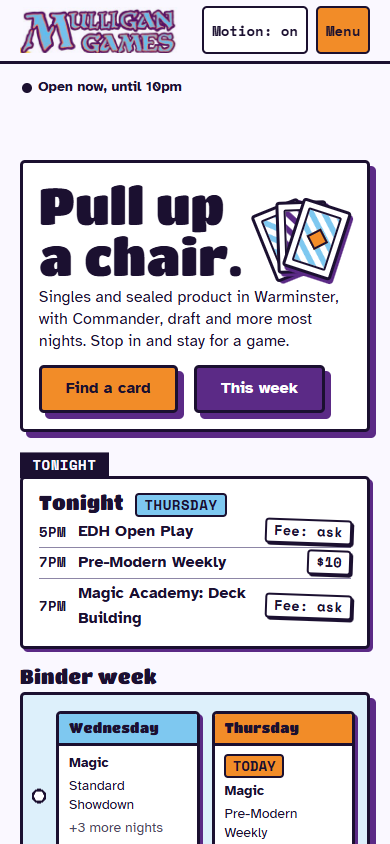 MULLIGAN GAMES
Motion: on
Menu
Open now, until 10pm
Pull up
a chair.
Singles and sealed product in Warminster,
with Commander, draft and more most
nights. Stop in and stay for a game.
Find a card
This week
TONIGHT
Tonight
THURSDAY
5PM EDH Open Play Fee: ask
7PM Pre-Modern Weekly $10
7PM Magic Academy: Deck
Building
Fee: ask
Binder week
Wednesday
Magic
Standard
Showdown
+3 more nights
Thursday
TODAY
Magic
Pre-Modern
Weekly